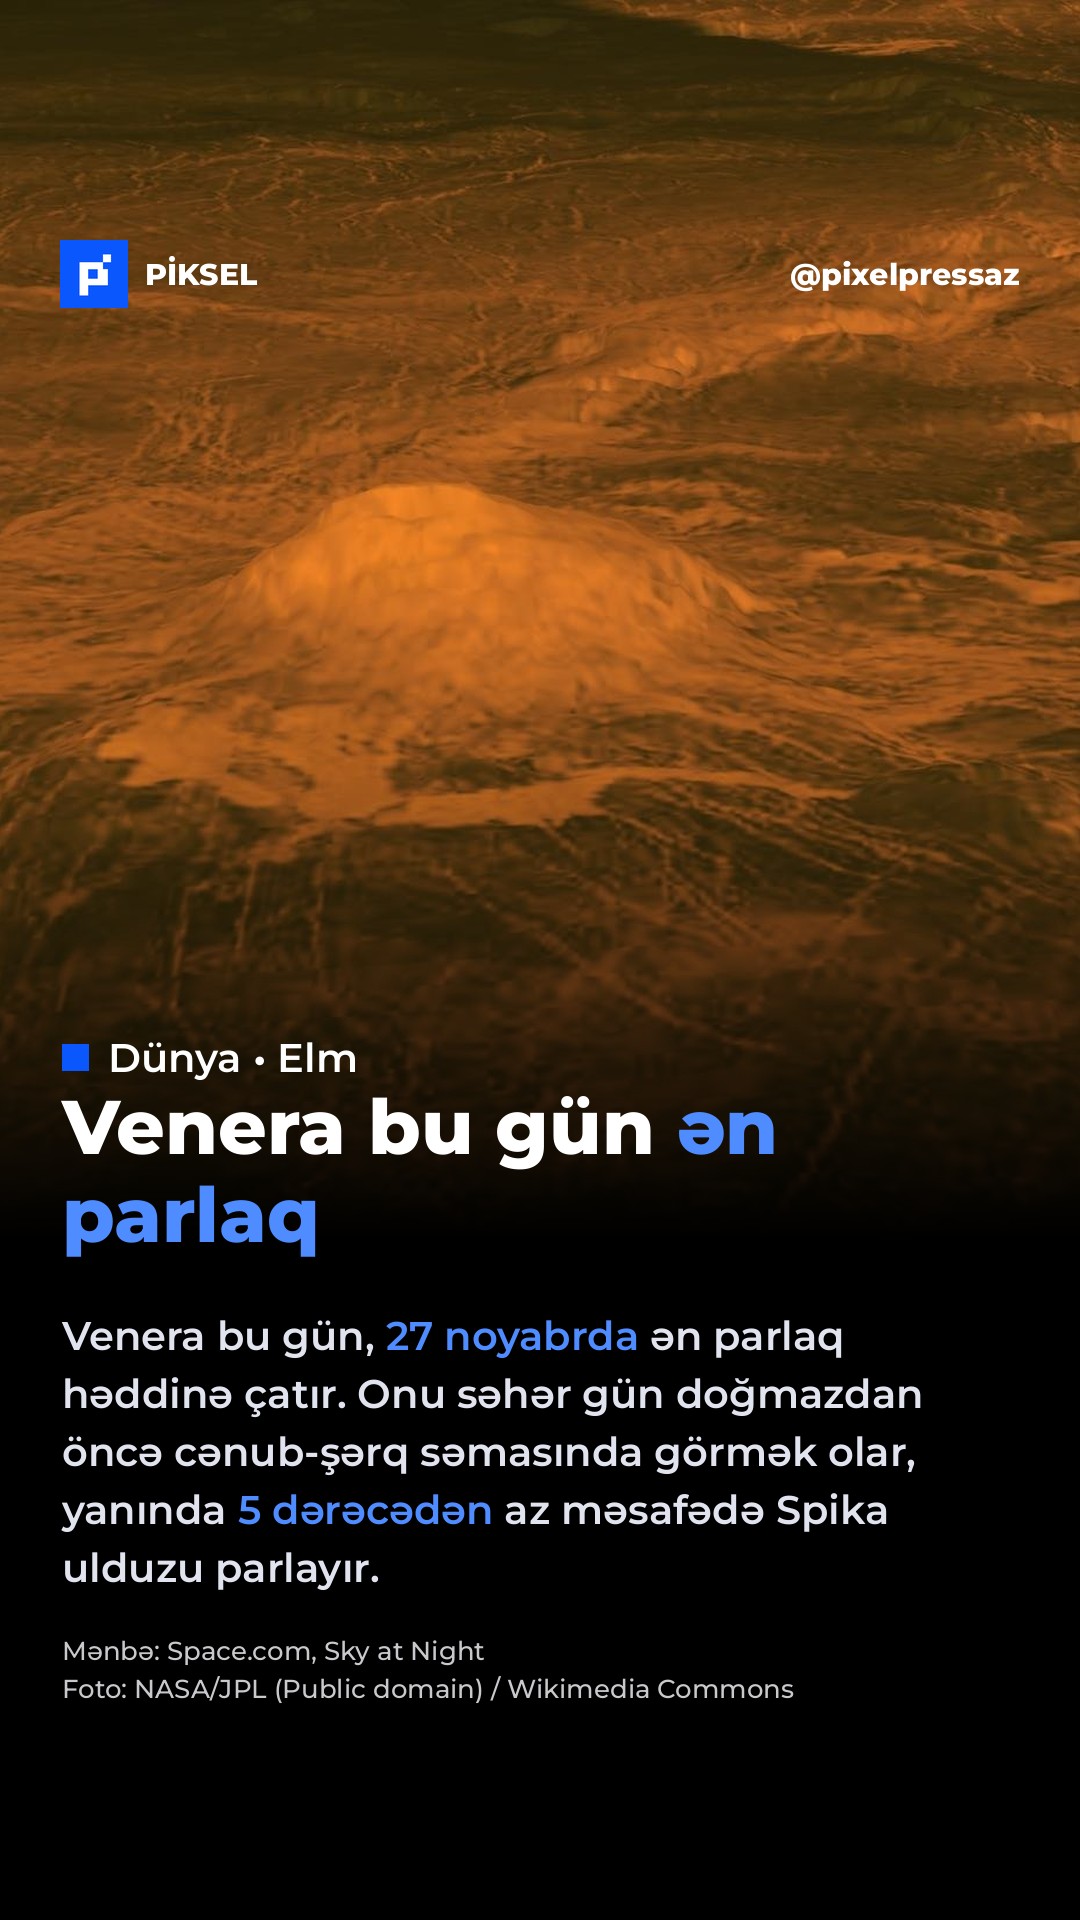 PİKSEL
@pixelpressaz
Dünya • Elm
Venera bu gün ən
parlaq
Venera bu gün, 27 noyabrda ən parlaq
həddinə çatır. Onu səhər gün doğmazdan
öncə cənub-şərq səmasında görmək olar,
yanında 5 dərəcədən az məsafədə Spika
ulduzu parlayır.
Mənbə: Space.com, Sky at Night
Foto: NASA/JPL (Public domain) / Wikimedia Commons